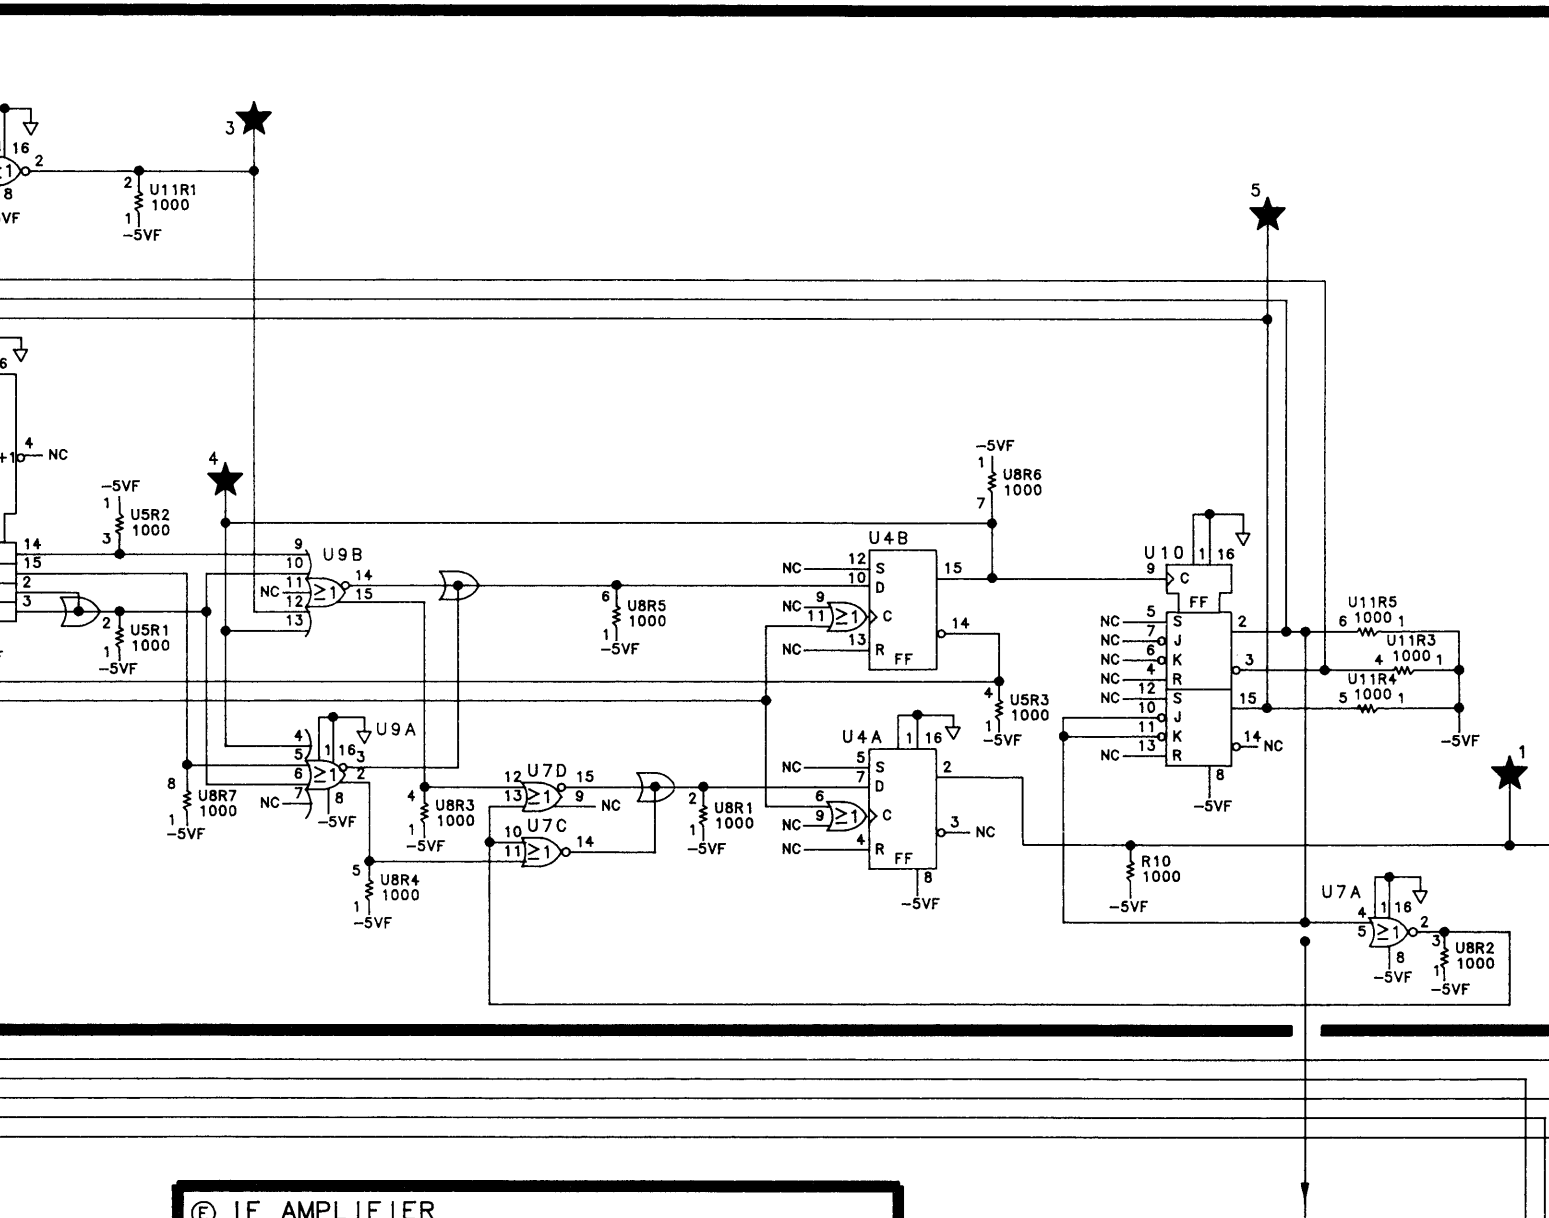 3
16
2
8
-5VF
2
U11R1
1000
1
-5VF
5
6
4
NC
+1
4
-5VF
1
U5R2
1000
3
14
15
2
3
2
U5R1
1000
1
-5VF
9
10
11
NC
12
13
U9B
≥1
14
15
6
U8R5
1000
1
-5VF
-5VF
1
U8R6
1000
7
U4B
NC
12
S
10
D
NC
9
11
≥1
C
NC
13
R
FF
15
14
4
U5R3
1000
1
-5VF
U10
1
16
9
C
FF
NC
5
S
NC
7
J
NC
6
K
NC
4
R
NC
12
S
10
J
11
K
NC
13
R
2
3
15
14
NC
8
-5VF
U11R5
6
1000
1
U11R3
4
1000
1
U11R4
5
1000
1
-5VF
1
8
U8R7
1000
1
-5VF
U9A
4
5
6
7
NC
1
16
≥1
3
2
8
-5VF
4
U8R3
1000
1
-5VF
5
U8R4
1000
1
-5VF
U7D
12
13
≥1
15
9
NC
U7C
10
11
≥1
14
2
U8R1
1000
1
-5VF
U4A
1
16
NC
5
S
7
D
6
NC
9
≥1
C
NC
4
R
FF
2
3
NC
8
-5VF
R10
1000
-5VF
U7A
1
16
4
5
≥1
2
8
-5VF
3
U8R2
1000
1
-5VF
F IF AMPLIFIER